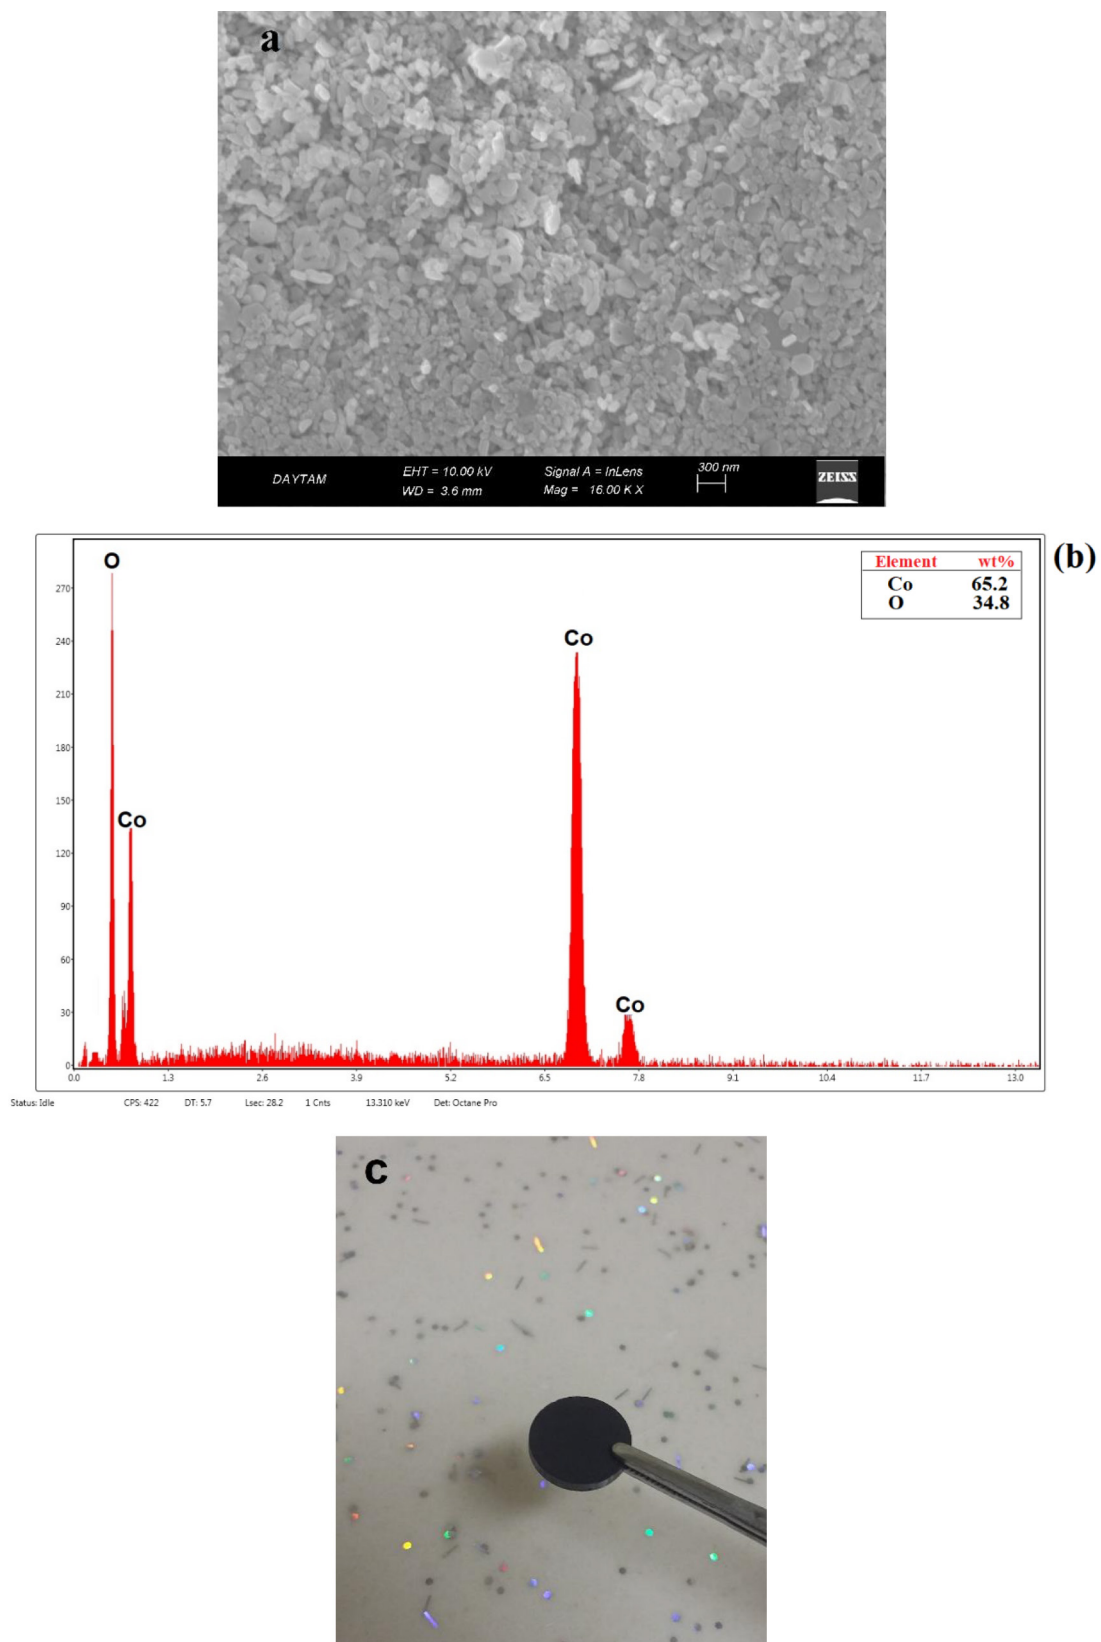 a
DAYTAM
EHT = 10.00 kV
WD = 3.6 mm
Signal A = InLens
Mag = 16.00 K X
300 nm
ZEISS
(b)
Element wt%
Co 65.2
O 34.8
O
Co
Co
Co
270
240
210
180
150
120
90
60
30
0
0.0 1.3 2.6 3.9 5.2 6.5 7.8 9.1 10.4 11.7 13.0
Status: Idle CPS: 422 DT: 5.7 Lsec: 28.2 1 Cnts 13.310 keV Det: Octane Pro
c